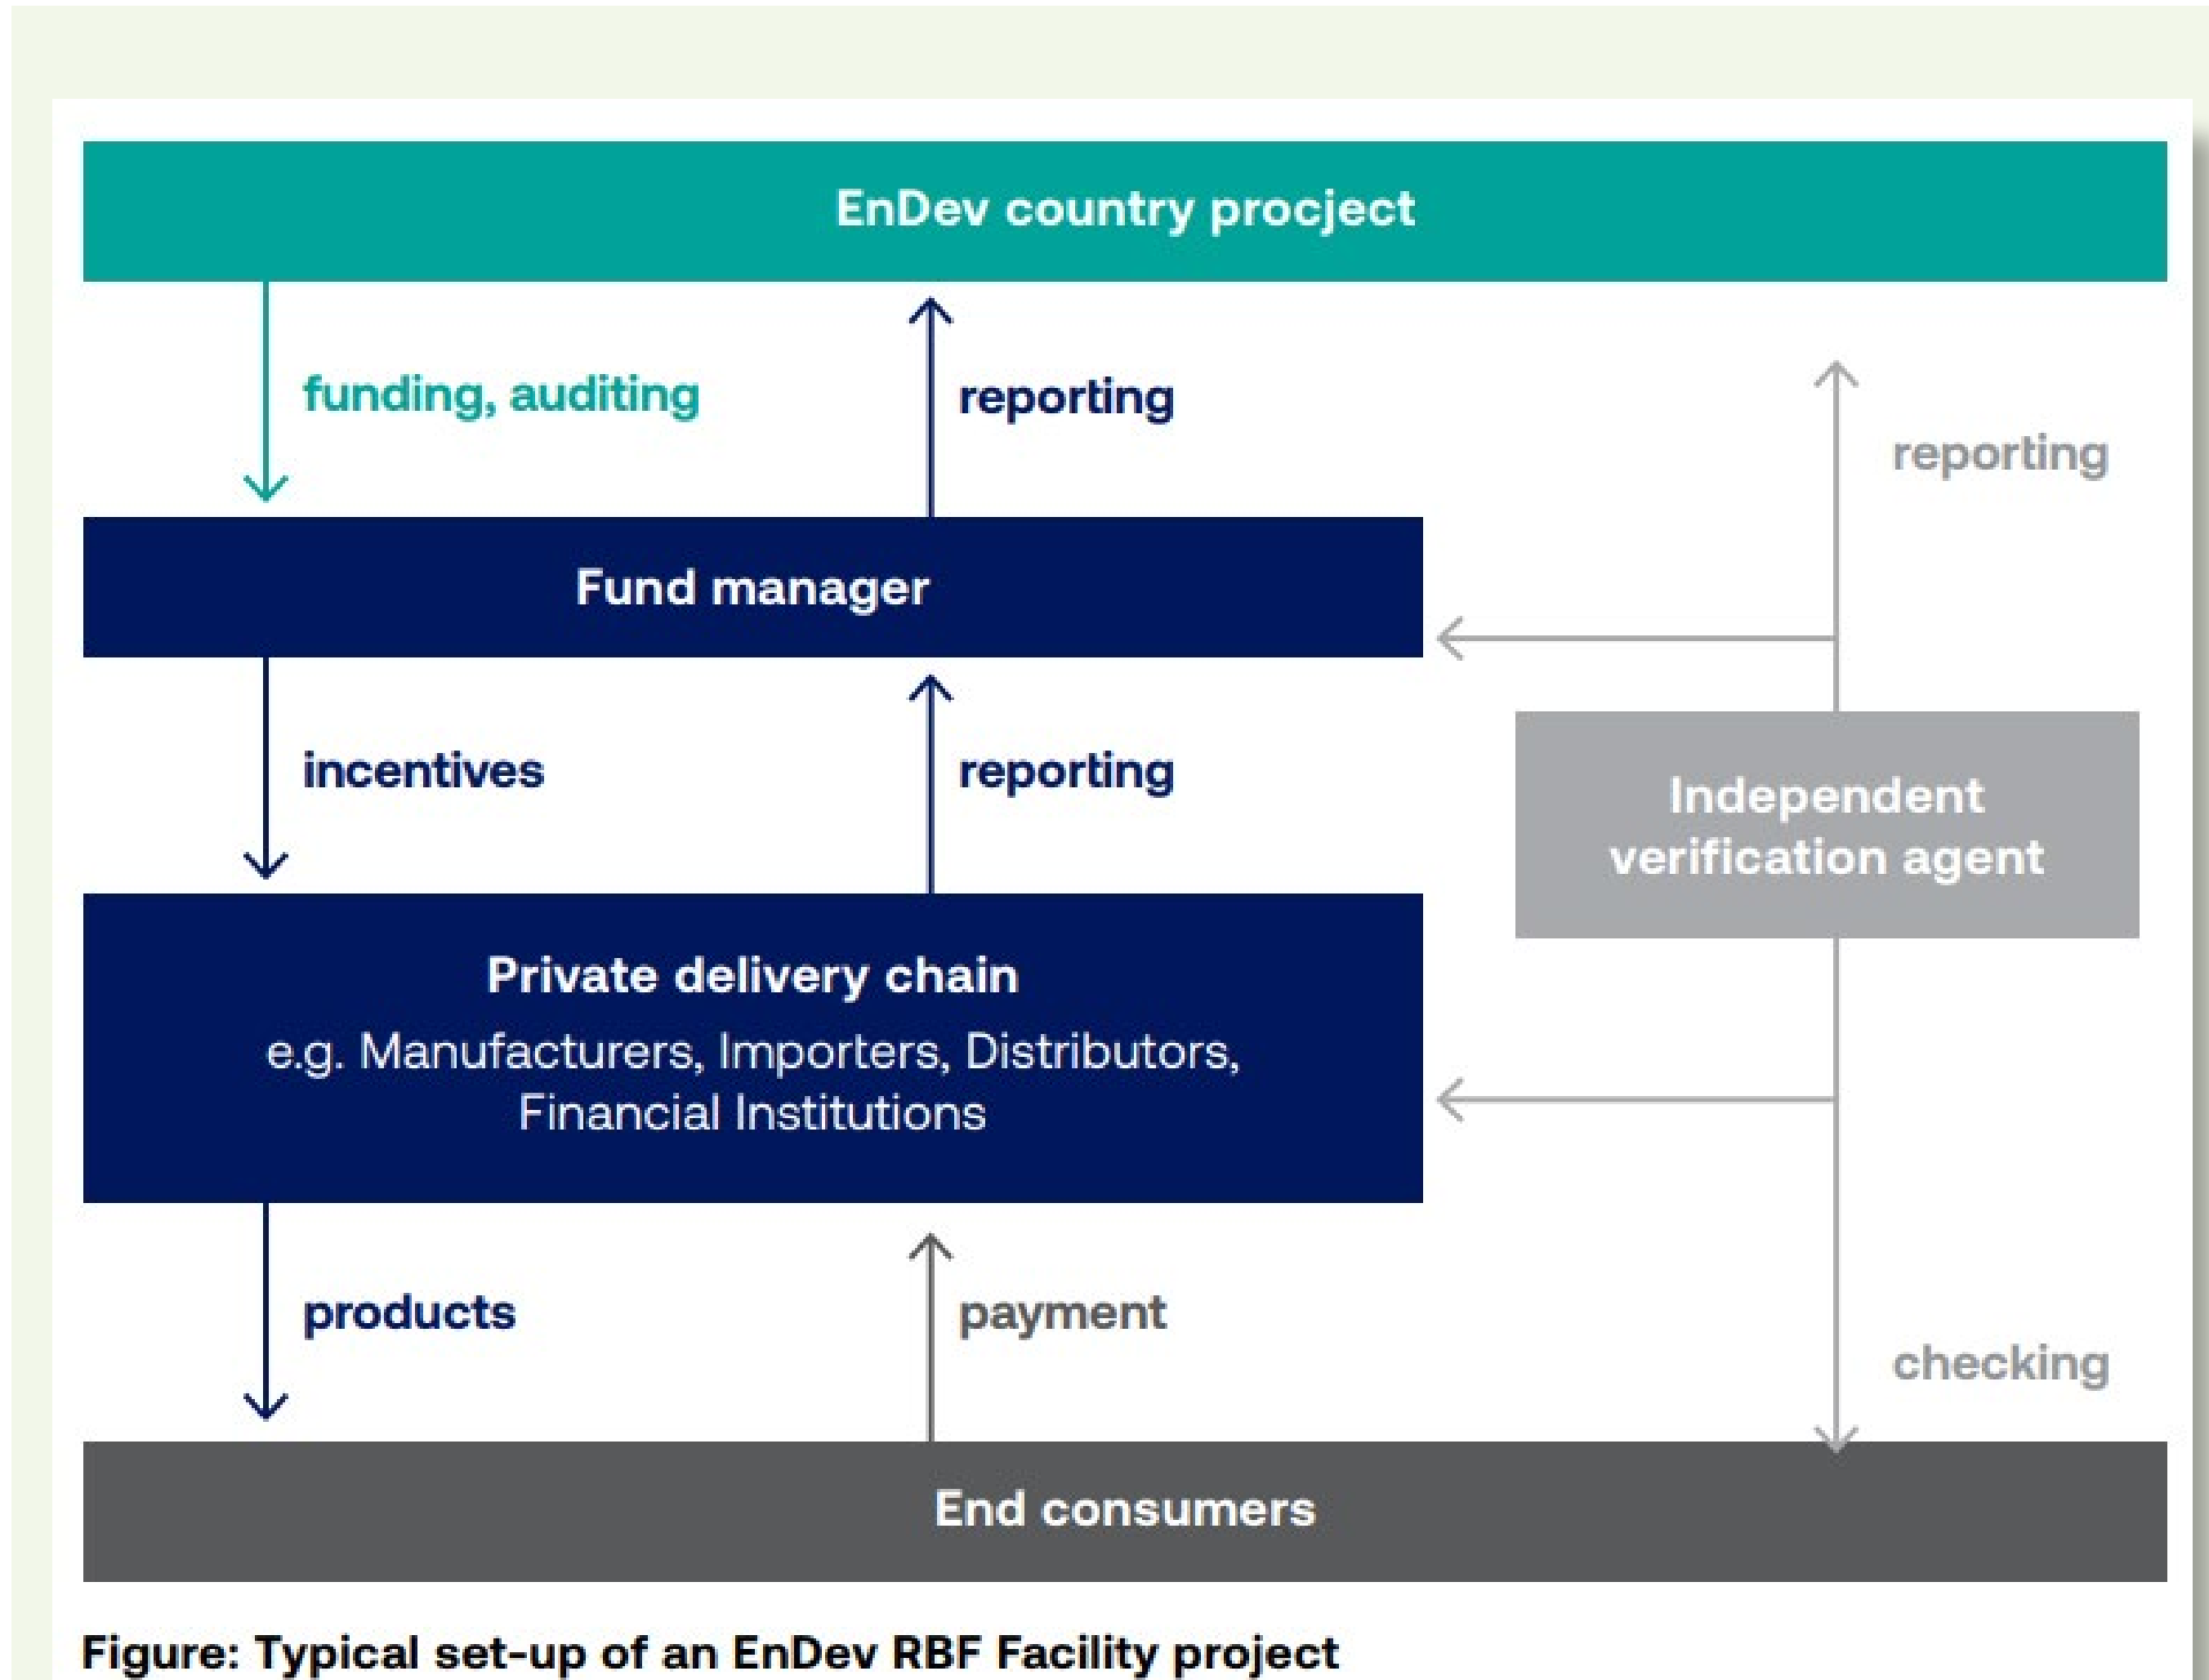 EnDev country procject
funding, auditing
reporting
reporting
Fund manager
incentives
reporting
Independent
verification agent
Private delivery chain
e.g. Manufacturers, Importers, Distributors,
Financial Institutions
products
payment
checking
End consumers
Figure: Typical set-up of an EnDev RBF Facility project